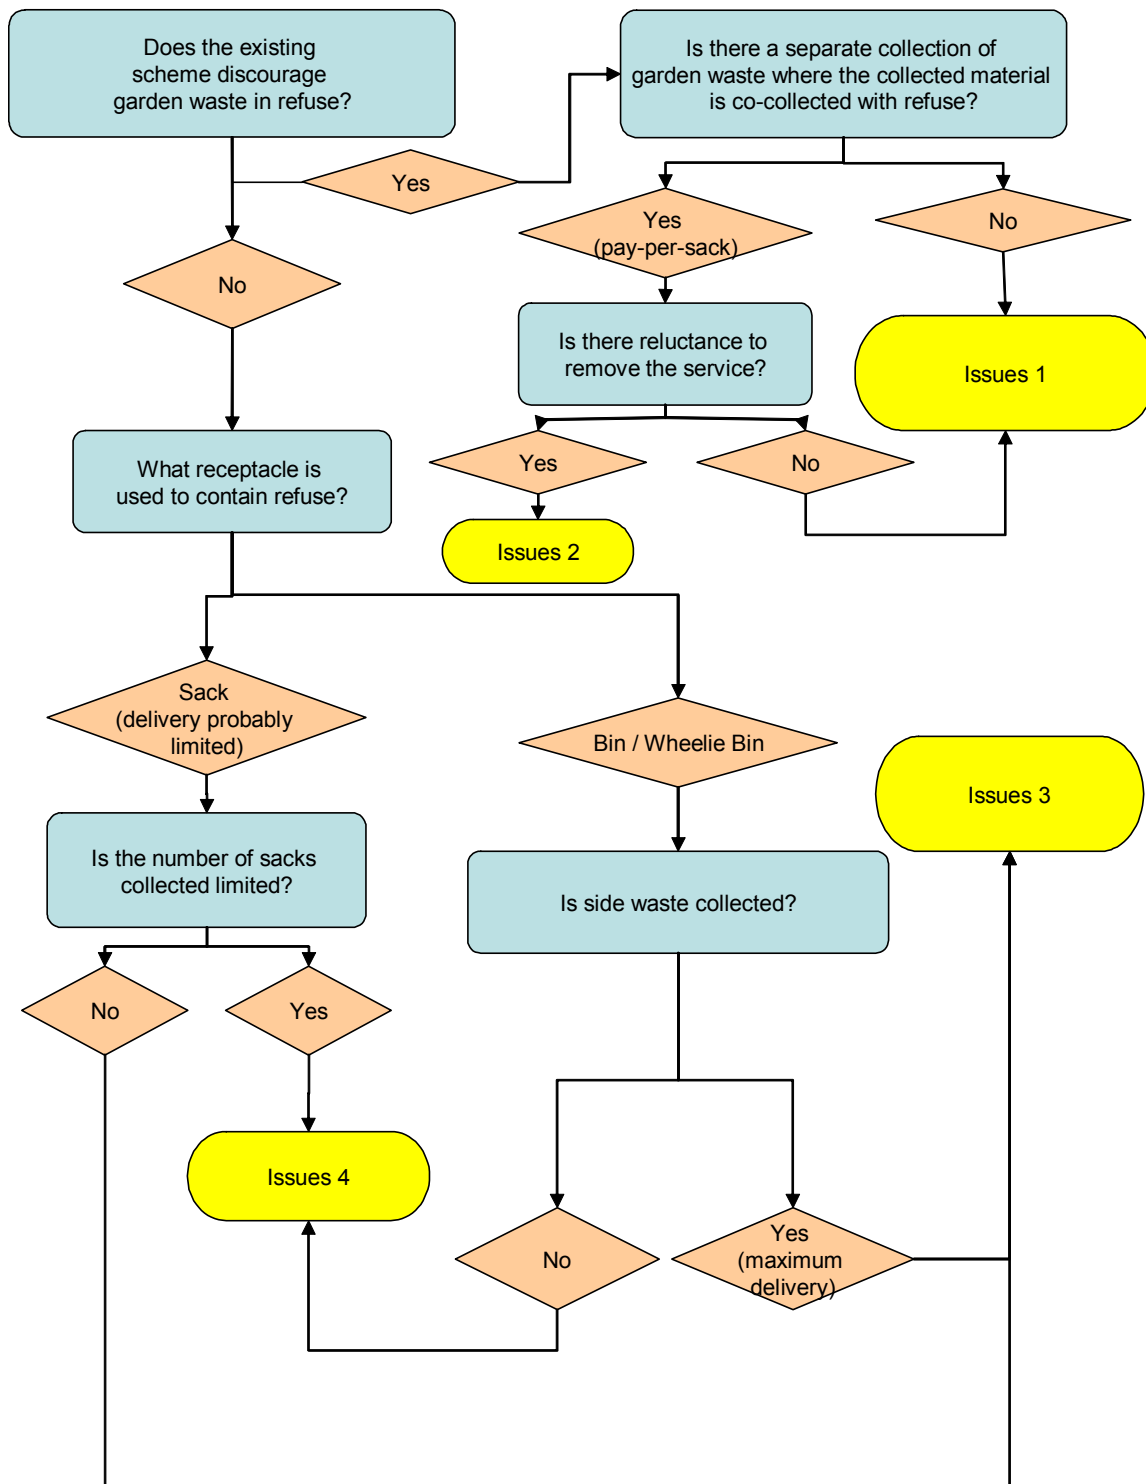 Does the existing
scheme discourage
garden waste in refuse?
Is there a separate collection of
garden waste where the collected material
is co-collected with refuse?
Yes
Yes
(pay-per-sack)
No
No
Is there reluctance to
remove the service?
Issues 1
Yes
No
What receptacle is
used to contain refuse?
Issues 2
Sack
(delivery probably
limited)
Bin / Wheelie Bin
Issues 3
Is the number of sacks
collected limited?
Is side waste collected?
No
Yes
Issues 4
No
Yes
(maximum
delivery)